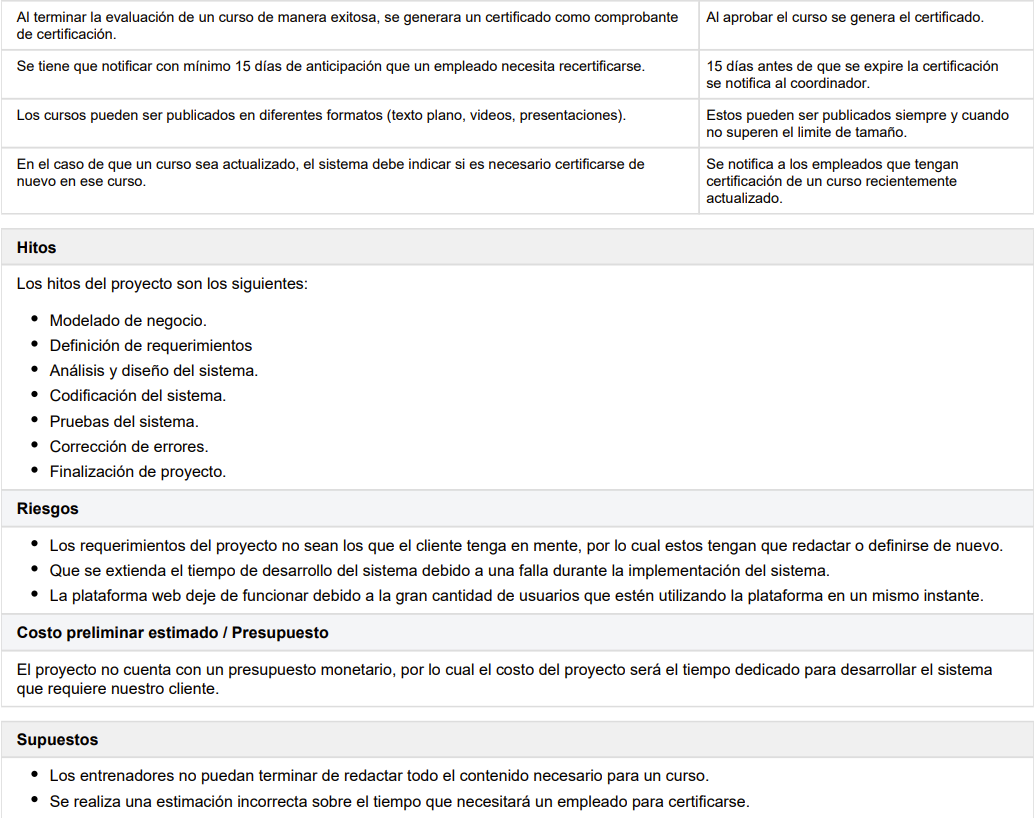 Al terminar la evaluación de un curso de manera exitosa, se generara un certificado como comprobante
de certificación.
Al aprobar el curso se genera el certificado.
Se tiene que notificar con mínimo 15 días de anticipación que un empleado necesita recertificarse.
15 días antes de que se expire la certificación
se notifica al coordinador.
Los cursos pueden ser publicados en diferentes formatos (texto plano, videos, presentaciones).
Estos pueden ser publicados siempre y cuando
no superen el limite de tamaño.
En el caso de que un curso sea actualizado, el sistema debe indicar si es necesario certificarse de
nuevo en ese curso.
Se notifica a los empleados que tengan
certificación de un curso recientemente
actualizado.
Hitos
Los hitos del proyecto son los siguientes:
• Modelado de negocio.
• Definición de requerimientos
• Análisis y diseño del sistema.
• Codificación del sistema.
• Pruebas del sistema.
• Corrección de errores.
• Finalización de proyecto.
Riesgos
• Los requerimientos del proyecto no sean los que el cliente tenga en mente, por lo cual estos tengan que redactar o definirse de nuevo.
• Que se extienda el tiempo de desarrollo del sistema debido a una falla durante la implementación del sistema.
• La plataforma web deje de funcionar debido a la gran cantidad de usuarios que estén utilizando la plataforma en un mismo instante.
Costo preliminar estimado / Presupuesto
El proyecto no cuenta con un presupuesto monetario, por lo cual el costo del proyecto será el tiempo dedicado para desarrollar el sistema
que requiere nuestro cliente.
Supuestos
• Los entrenadores no puedan terminar de redactar todo el contenido necesario para un curso.
• Se realiza una estimación incorrecta sobre el tiempo que necesitará un empleado para certificarse.